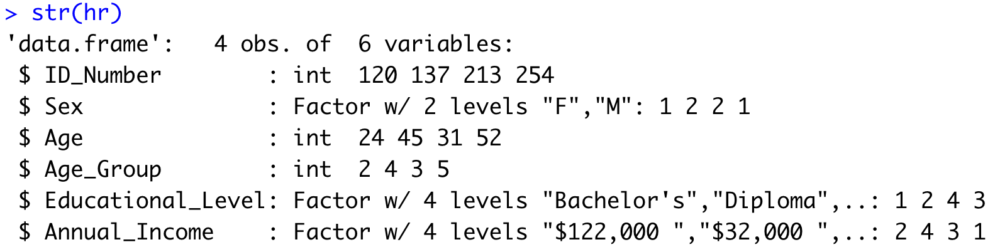 > str(hr)
'data.frame':   4 obs. of  6 variables:
 $ ID_Number        : int  120 137 213 254
 $ Sex              : Factor w/ 2 levels "F","M": 1 2 2 1
 $ Age              : int  24 45 31 52
 $ Age_Group        : int  2 4 3 5
 $ Educational_Level: Factor w/ 4 levels "Bachelor's","Diploma",..: 1 2 4 3
 $ Annual_Income    : Factor w/ 4 levels "$122,000 ","$32,000 ",..: 2 4 3 1